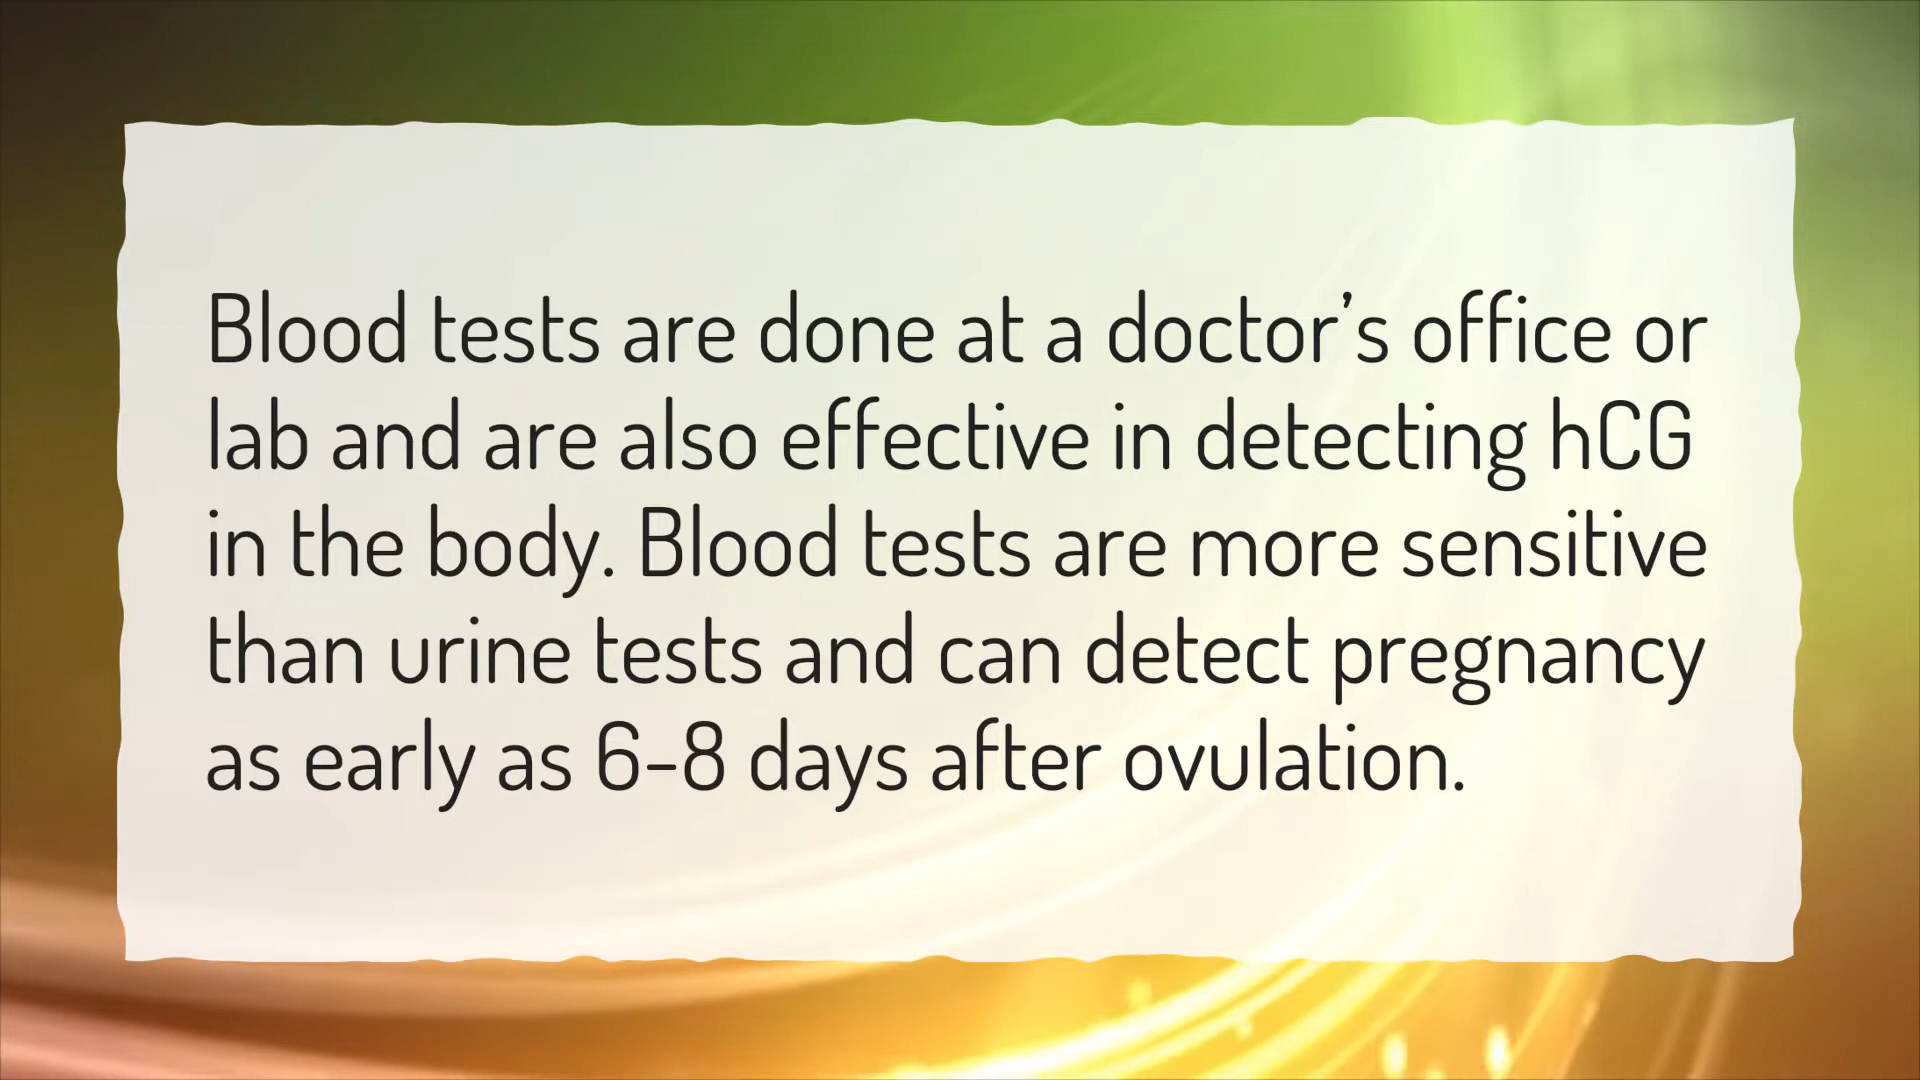 Blood tests are done at a doctor’s office or
lab and are also effective in detecting hCG
in the body. Blood tests are more sensitive
than urine tests and can detect pregnancy
as early as 6-8 days after ovulation.